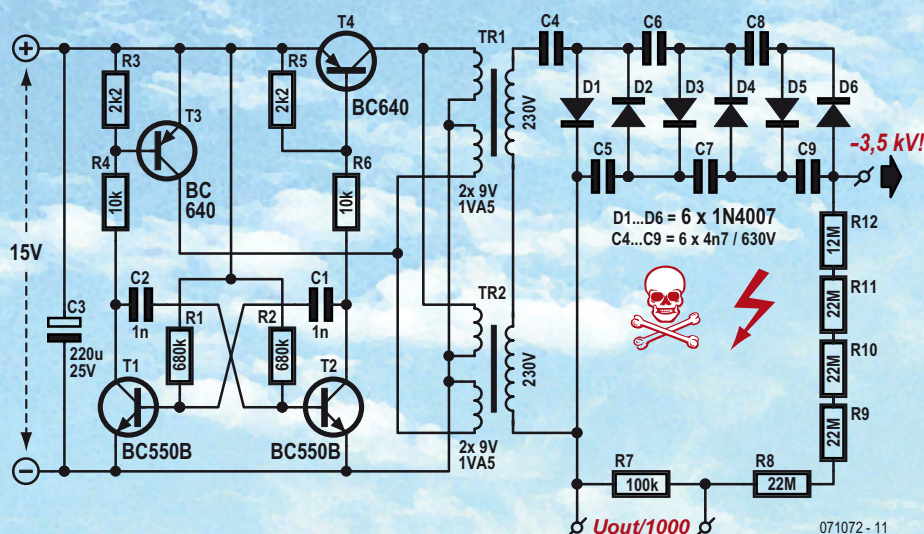 T4
C4
C6
C8
TR1
R3
2k2
R5
2k2
BC640
T3
BC
640
230V
D1
D2
D3
D4
D5
D6
-3,5 kV!
R4
10k
R6
10k
2x 9V
1VA5
C5
C7
C9
D1...D6 = 6 x 1N4007
C4...C9 = 6 x 4n7 / 630V
R12
12M
15V
C2
1n
C1
1n
R11
22M
C3
220u
25V
R1
680k
R2
680k
TR2
230V
R10
22M
T1
T2
R9
22M
BC550B
BC550B
2x 9V
1VA5
R7
100k
R8
22M
Uout/1000
071072 - 11